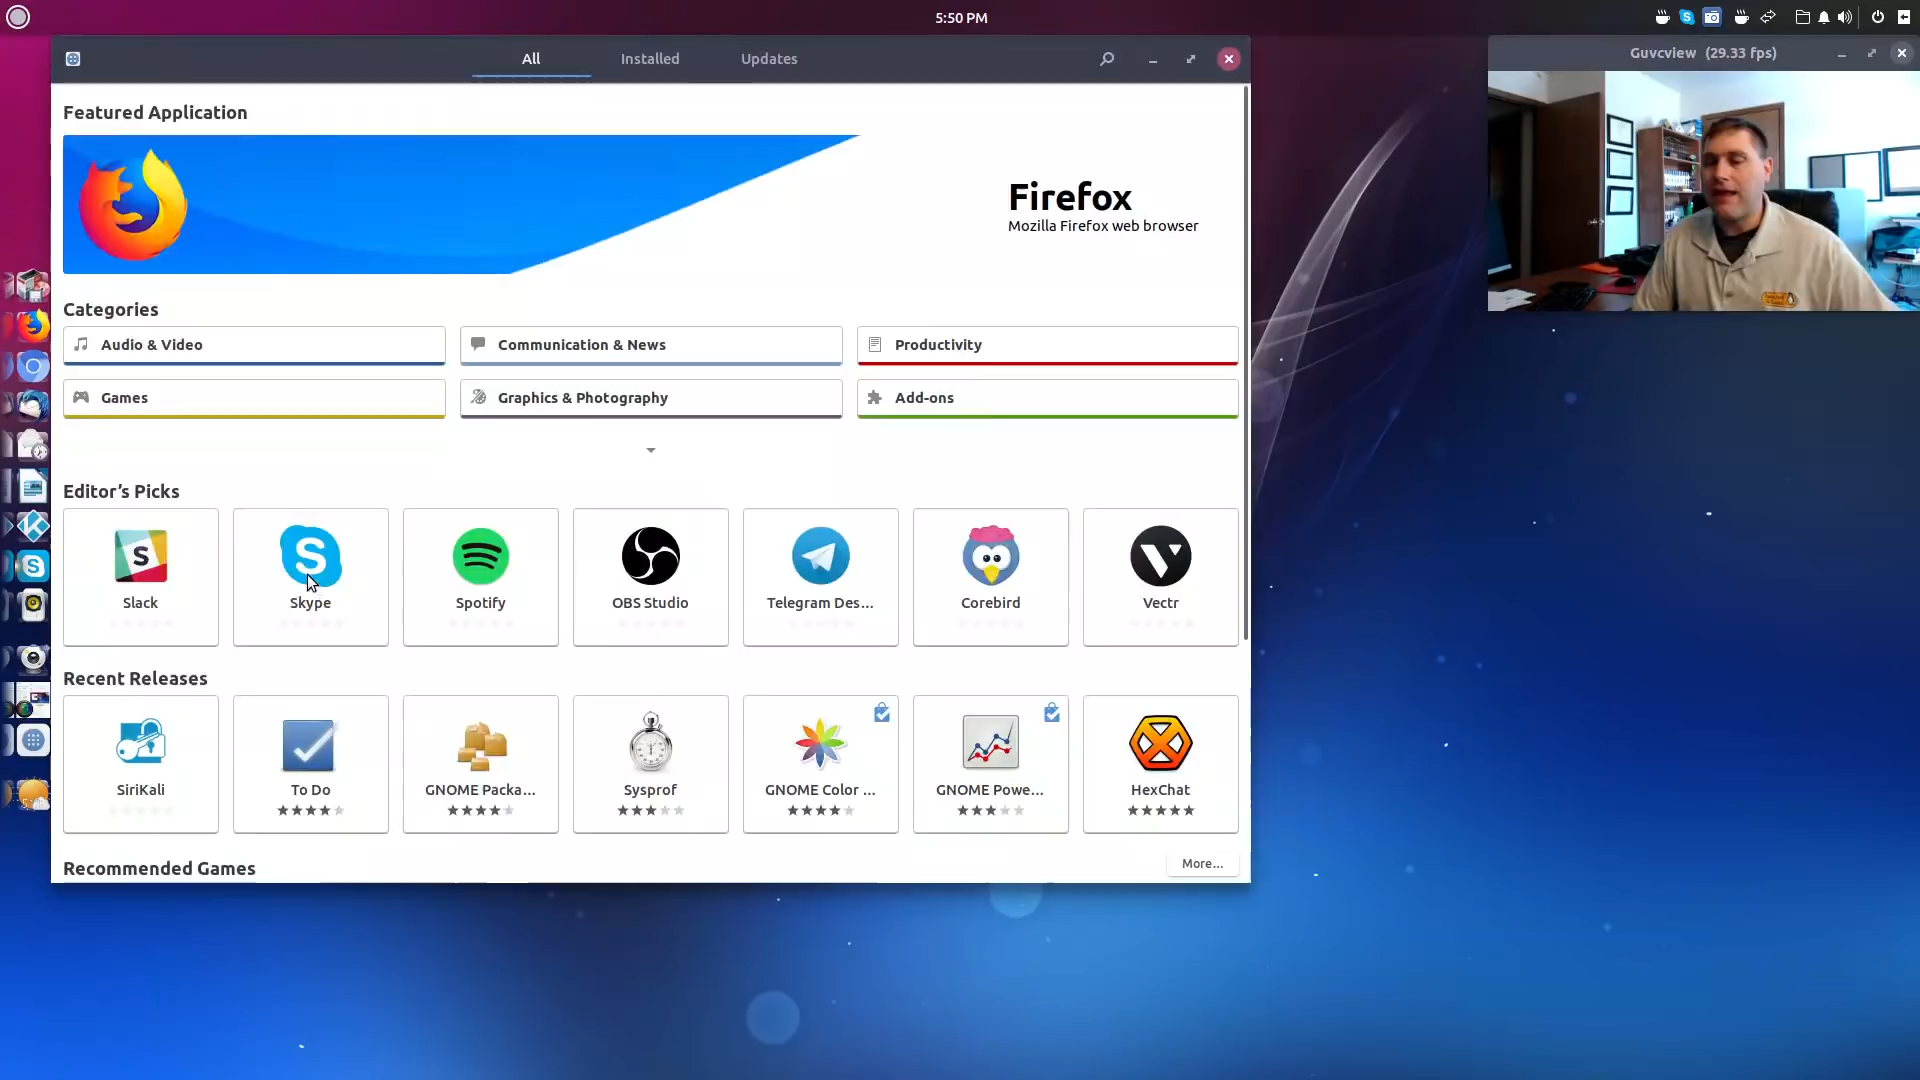 5:50 PM
All
Installed
Updates
Guvcview (29.33 fps)
Featured Application
Firefox
Mozilla Firefox web browser
Categories
Audio & Video
Communication & News
Productivity
Games
Graphics & Photography
Add-ons
Editor's Picks
Slack
Skype
Spotify
OBS Studio
Telegram Des...
Corebird
Vectr
Recent Releases
SiriKali
To Do
GNOME Packa...
Sysprof
GNOME Color ...
GNOME Powe...
HexChat
Recommended Games
More...